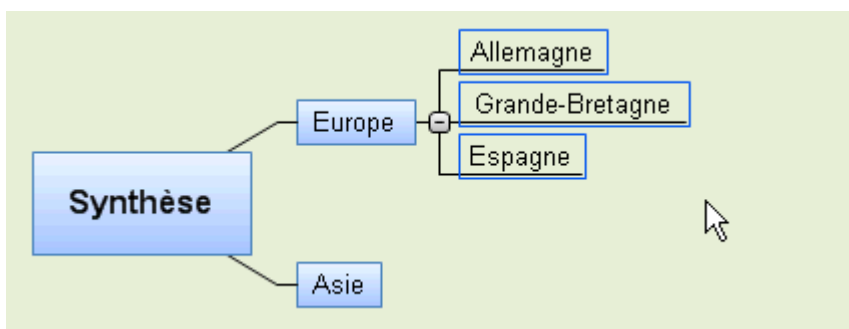 Allemagne
Europe
Grande-Bretagne
Espagne
Synthèse
Asie